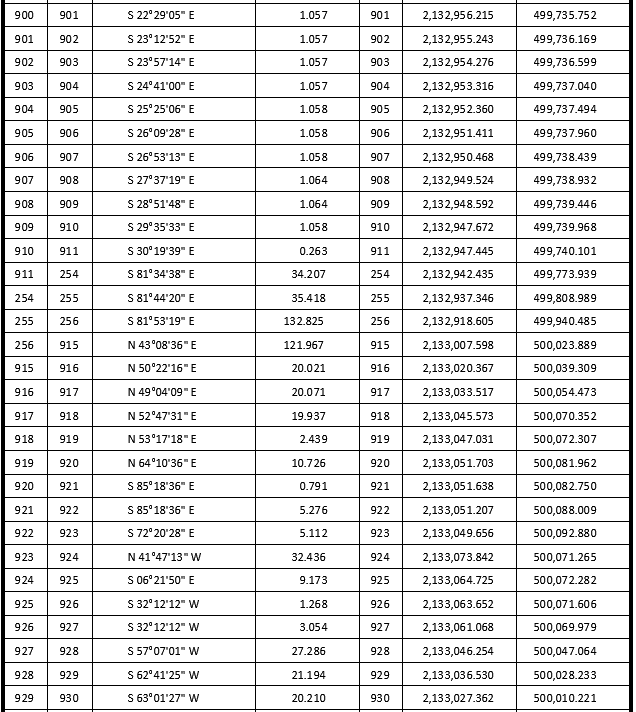 900 901 S 22°29'05" E 1.057 901 2,132,956.215 499,735.752
901 902 S 23°12'52" E 1.057 902 2,132,955.243 499,736.169
902 903 S 23°57'14" E 1.057 903 2,132,954.276 499,736.599
903 904 S 24°41'00" E 1.057 904 2,132,953.316 499,737.040
904 905 S 25°25'06" E 1.058 905 2,132,952.360 499,737.494
905 906 S 26°09'28" E 1.058 906 2,132,951.411 499,737.960
906 907 S 26°53'13" E 1.058 907 2,132,950.468 499,738.439
907 908 S 27°37'19" E 1.064 908 2,132,949.524 499,738.932
908 909 S 28°51'48" E 1.064 909 2,132,948.592 499,739.446
909 910 S 29°35'33" E 1.058 910 2,132,947.672 499,739.968
910 911 S 30°19'39" E 0.263 911 2,132,947.445 499,740.101
911 254 S 81°34'38" E 34.207 254 2,132,942.435 499,773.939
254 255 S 81°44'20" E 35.418 255 2,132,937.346 499,808.989
255 256 S 81°53'19" E 132.825 256 2,132,918.605 499,940.485
256 915 N 43°08'36" E 121.967 915 2,133,007.598 500,023.889
915 916 N 50°22'16" E 20.021 916 2,133,020.367 500,039.309
916 917 N 49°04'09" E 20.071 917 2,133,033.517 500,054.473
917 918 N 52°47'31" E 19.937 918 2,133,045.573 500,070.352
918 919 N 53°17'18" E 2.439 919 2,133,047.031 500,072.307
919 920 N 64°10'36" E 10.726 920 2,133,051.703 500,081.962
920 921 S 85°18'36" E 0.791 921 2,133,051.638 500,082.750
921 922 S 85°18'36" E 5.276 922 2,133,051.207 500,088.009
922 923 S 72°20'28" E 5.112 923 2,133,049.656 500,092.880
923 924 N 41°47'13" W 32.436 924 2,133,073.842 500,071.265
924 925 S 06°21'50" E 9.173 925 2,133,064.725 500,072.282
925 926 S 32°12'12" W 1.268 926 2,133,063.652 500,071.606
926 927 S 32°12'12" W 3.054 927 2,133,061.068 500,069.979
927 928 S 57°07'01" W 27.286 928 2,133,046.254 500,047.064
928 929 S 62°41'25" W 21.194 929 2,133,036.530 500,028.233
929 930 S 63°01'27" W 20.210 930 2,133,027.362 500,010.221